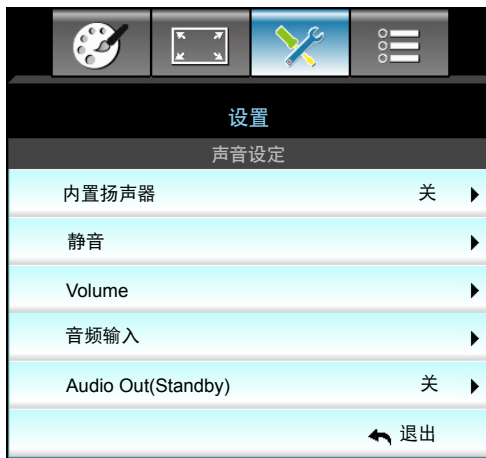 设置
声音设定
内置扬声器 关
静音
Volume
音频输入
Audio Out(Standby) 关
退出